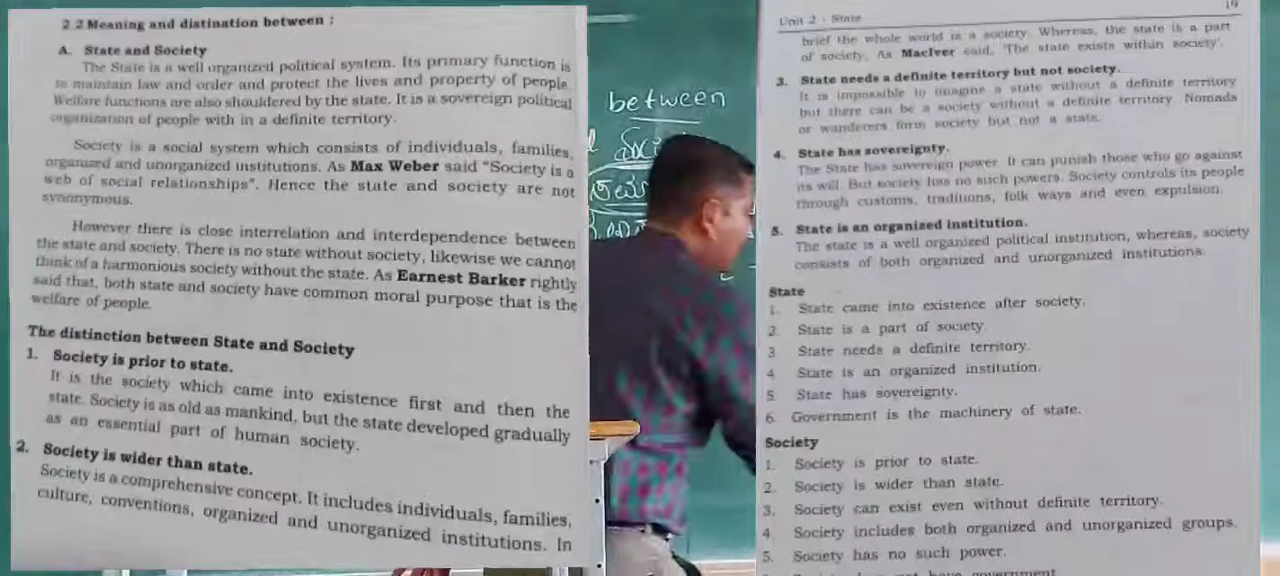 2.2 Meaning and distination between :
A. State and Society
The State is a well organized political system. Its primary function is
to maintain law and order and protect the lives and property of people.
Welfare functions are also shouldered by the state. It is a sovereign political
organization of people with in a definite territory.
Society is a social system which consists of individuals, families,
organized and unorganized institutions. As Max Weber said "Society is a
web of social relationships". Hence the state and society are not
synonymous.
However there is close interrelation and interdependence between
the state and society. There is no state without society, likewise we cannot
think of a harmonious society without the state. As Earnest Barker rightly
said that, both state and society have common moral purpose that is the
welfare of people.
The distinction between State and Society
1. Society is prior to state.
It is the society which came into existence first and then the
state. Society is as old as mankind, but the state developed gradually
as an essential part of human society.
2. Society is wider than state.
Society is a comprehensive concept. It includes individuals, families,
culture, conventions, organized and unorganized institutions. In
between
Unit 2 - State
19
brief the whole world is a society. Whereas, the state is a part
of society. As MacIver said, 'The state exists within society'.
3. State needs a definite territory but not society.
It is impossible to imagine a state without a definite territory
but there can be a society without a definite territory. Nomads
or wanderers form society but not a state.
4. State has sovereignty.
The State has sovereign power. It can punish those who go against
its will. But society has no such powers. Society controls its people
through customs, traditions, folk ways and even expulsion.
5. State is an organized institution.
The state is a well organized political institution, whereas, society
consists of both organized and unorganized institutions.
State
1. State came into existence after society.
2. State is a part of society.
3 State needs a definite territory.
4 State is an organized institution.
5. State has sovereignty.
6. Government is the machinery of state.
Society
1. Society is prior to state.
2. Society is wider than state.
3. Society can exist even without definite territory.
4 Society includes both organized and unorganized groups.
5. Society has no such power.